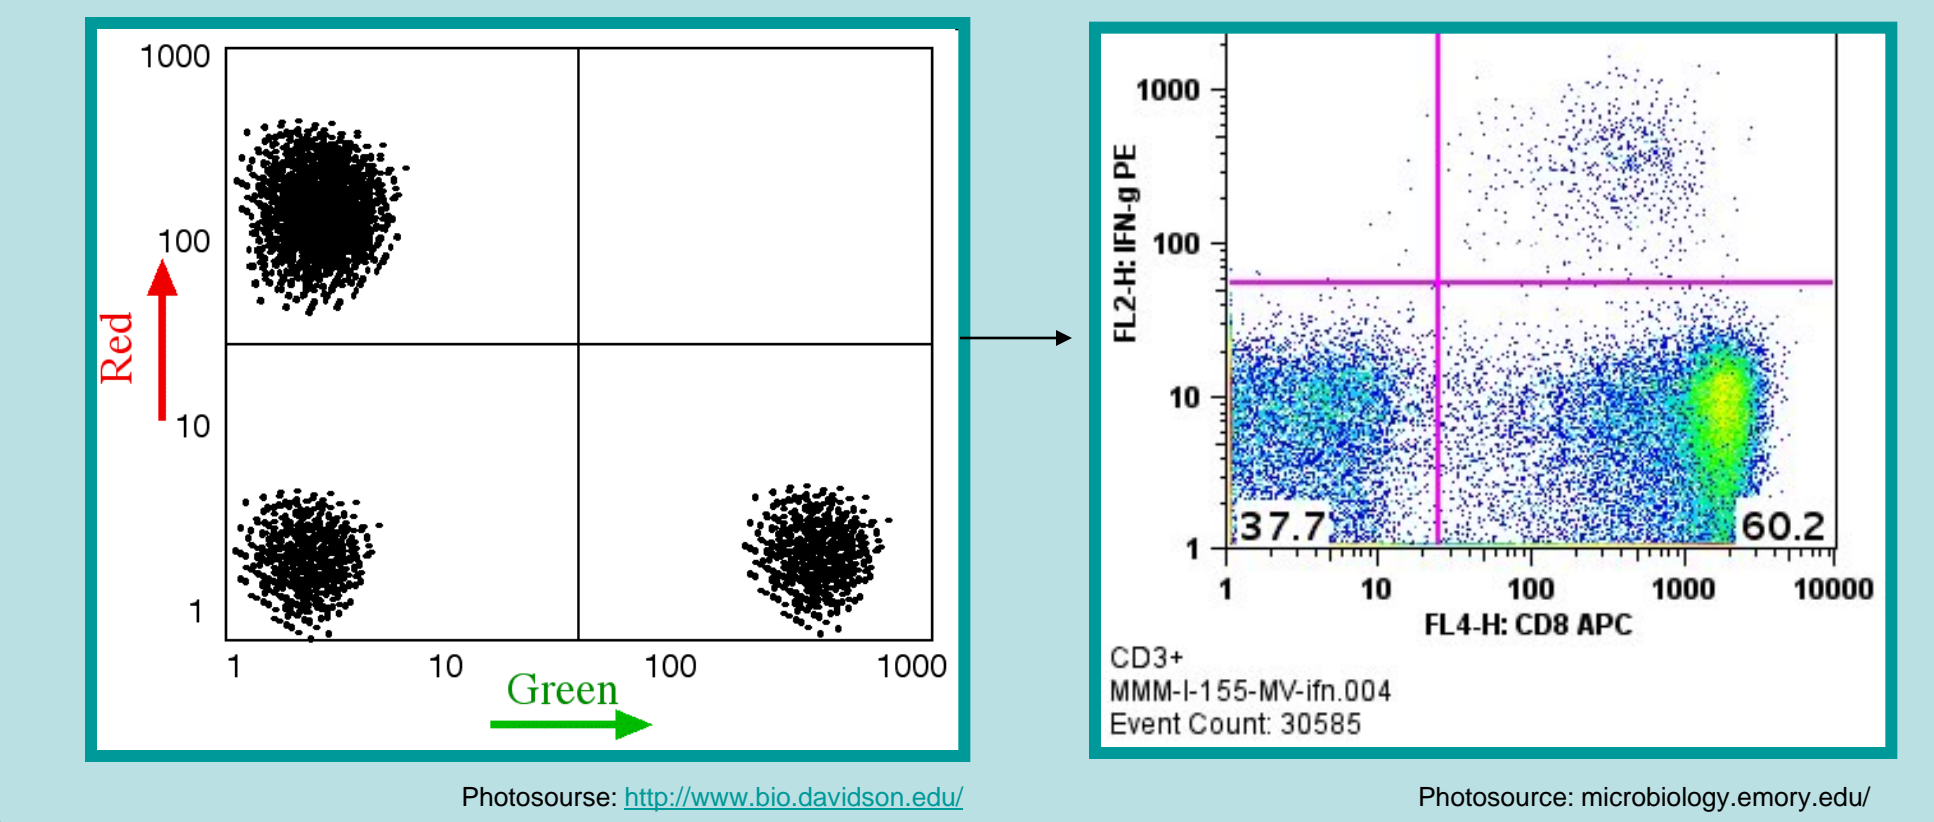 1000
100
10
1
Red
1 10 100 1000
Green
1000
100
10
1
FL2-H: IFN-g PE
37.7 60.2
1 10 100 1000 10000
FL4-H: CD8 APC
CD3+
MMM-I-155-MV-ifn.004
Event Count: 30585
Photosourse: http://www.bio.davidson.edu/
Photosource: microbiology.emory.edu/